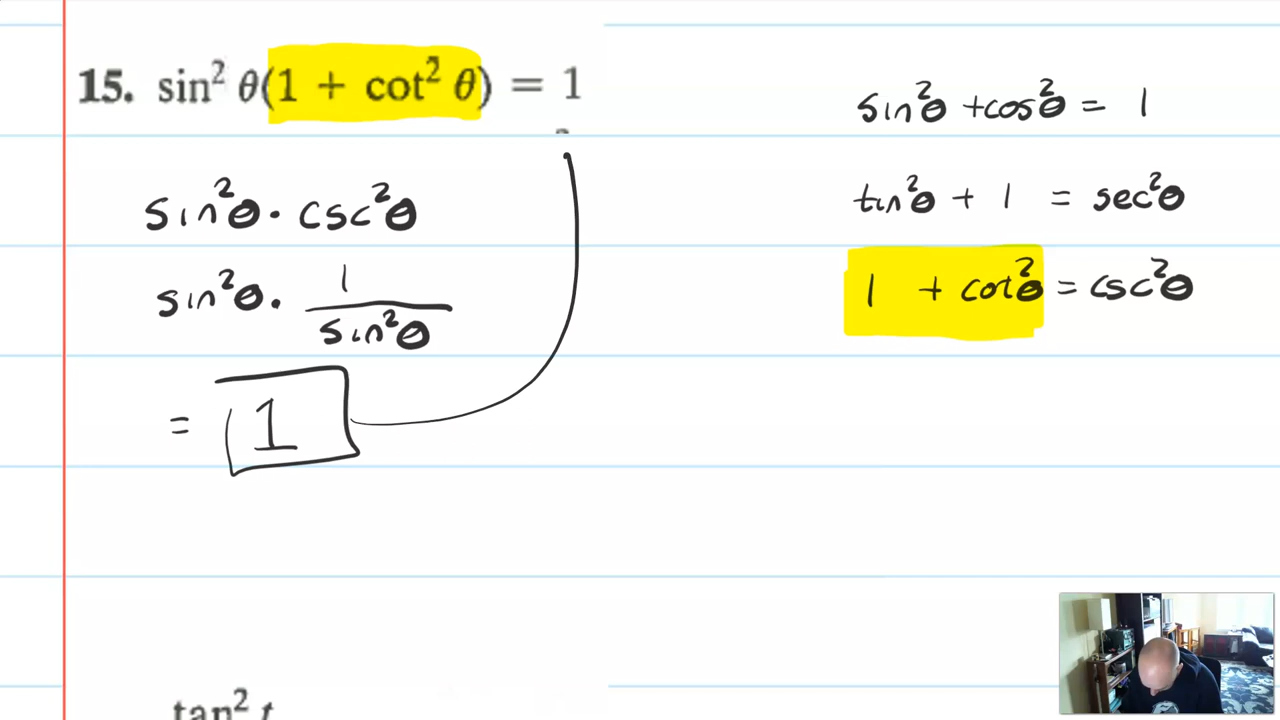 15. sin² θ(1 + cot² θ) = 1
sin²θ · csc²θ
sin²θ · 1/sin²θ
= 1
sin²θ + cos²θ = 1
tan²θ + 1 = sec²θ
1 + cot²θ = csc²θ
tan² t